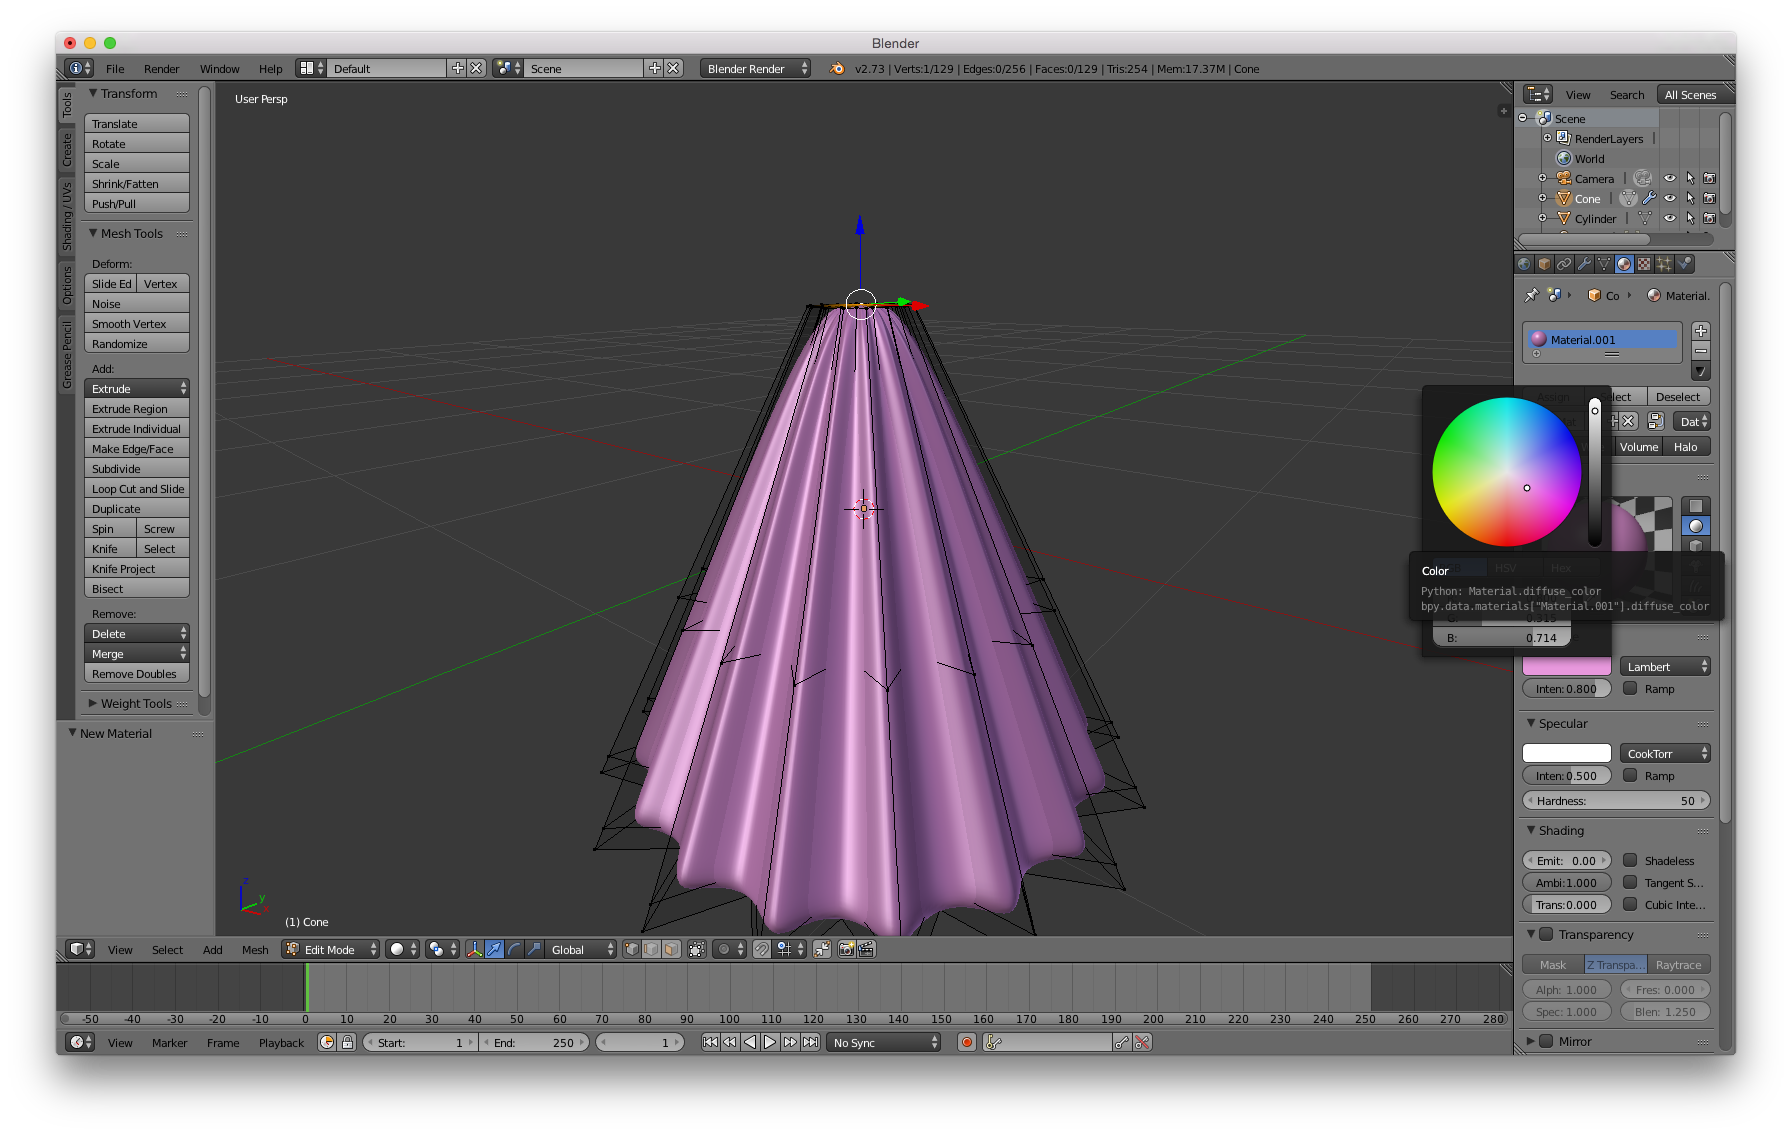 Blender
File Render Window Help Default Scene Blender Render v2.73 | Verts:1/129 | Edges:0/256 | Faces:0/129 | Tris:254 | Mem:17.37M | Cone
Tools
Create
Shading / UVs
Options
Grease Pencil
Transform
Translate
Rotate
Scale
Shrink/Fatten
Push/Pull
Mesh Tools
Deform:
Slide Ed Vertex
Noise
Smooth Vertex
Randomize
Add:
Extrude
Extrude Region
Extrude Individual
Make Edge/Face
Subdivide
Loop Cut and Slide
Duplicate
Spin Screw
Knife Select
Knife Project
Bisect
Remove:
Delete
Merge
Remove Doubles
Weight Tools
New Material
User Persp
z
y
(1) Cone
View Select Add Mesh Edit Mode Global
View Search All Scenes
Scene
RenderLayers |
World
Camera |
Cone |
Cylinder |
Co Material.
Material.001
Assign lect Deselect
Dat
Volume Halo
HSV Hex
Color
Python: Material.diffuse_color
bpy.data.materials["Material.001"].diffuse_color
G: 0.315
B: 0.714
Lambert
Inten: 0.800 Ramp
Specular
CookTorr
Inten: 0.500 Ramp
Hardness: 50
Shading
Emit: 0.00 Shadeless
Ambi: 1.000 Tangent S...
Trans: 0.000 Cubic Inte...
Transparency
Mask Z Transpa... Raytrace
Alph: 1.000 Fres: 0.000
Spec: 1.000 Blen: 1.250
Mirror
-50 -40 -30 -20 -10 0 10 20 30 40 50 60 70 80 90 100 110 120 130 140 150 160 170 180 190 200 210 220 230 240 250 260 270 280
View Marker Frame Playback Start: 1 End: 250 1 No Sync